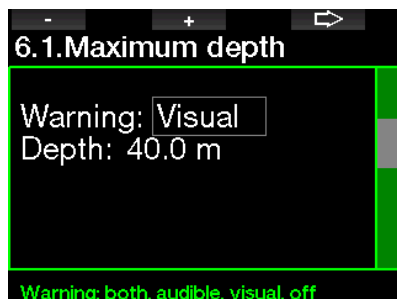 - +
6.1.Maximum depth
Warning: Visual
Depth: 40.0 m
Warning: both, audible, visual, off